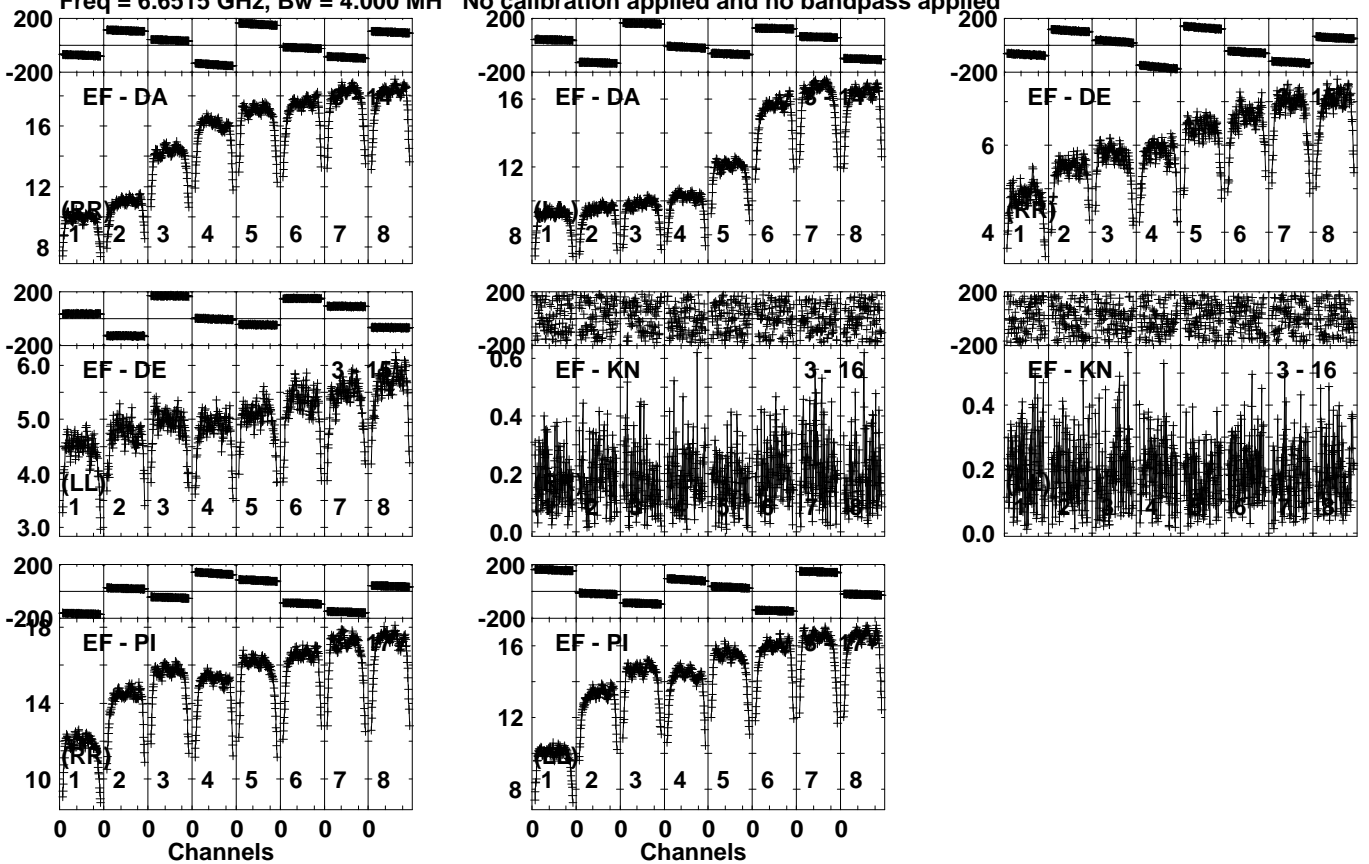 Freq = 6.6515 GHz, Bw = 4.000 MH No calibration applied and no bandpass applied
200
-200
EF - DA
16
12
8
(RR)
1 2 3 4 5 6 7 8
200
-200
EF - DA
16
12
8
1 2 3 4 5 6 7 8
200
-200
EF - DE
6
4
(RR)
1 2 3 4 5 6 7 8
200
-200
EF - DE
6.0
5.0
4.0
3.0
(LL)
1 2 3 4 5 6 7 8
200
-200
EF - KN 3 - 16
0.6
0.4
0.2
0.0
200
-200
EF - KN 3 - 16
0.4
0.2
0.0
200
-200
EF - PI
18
14
10
(RR)
1 2 3 4 5 6 7 8
0 0 0 0 0 0 0 0
Channels
200
-200
EF - PI
16
12
8
(LL)
1 2 3 4 5 6 7 8
0 0 0 0 0 0 0 0
Channels